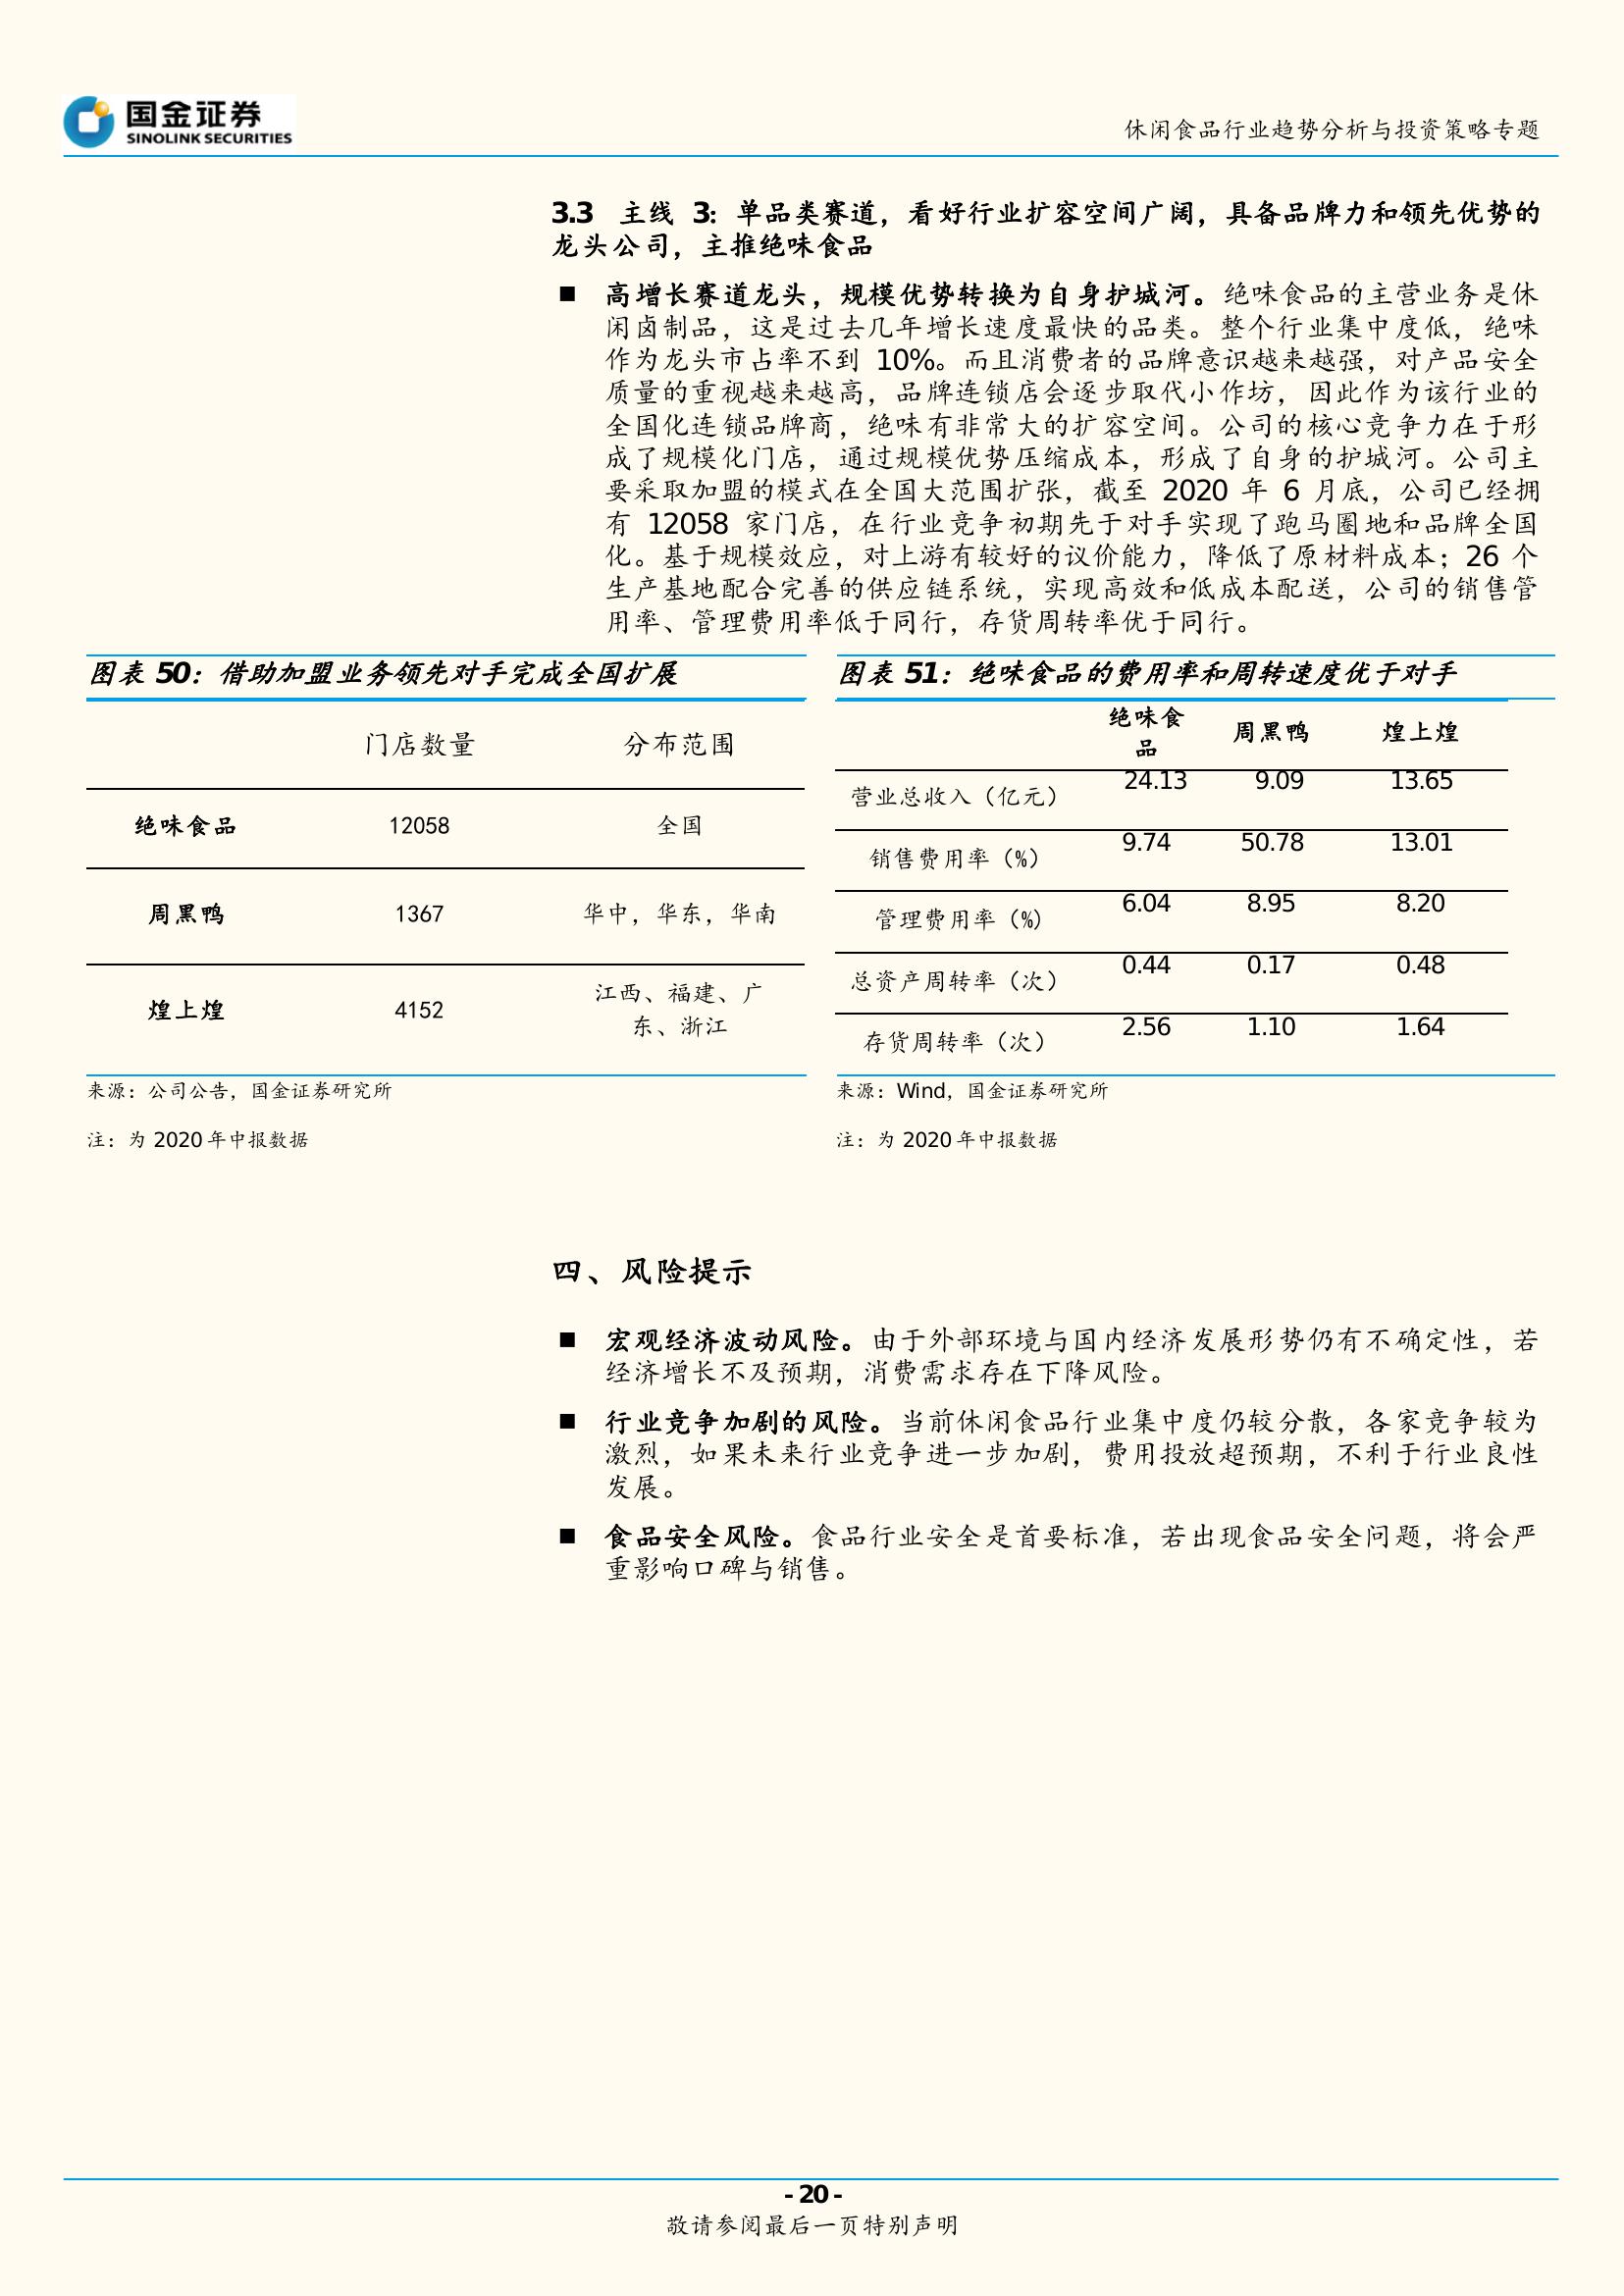 国金证券
SINOLINK SECURITIES
休闲食品行业趋势分析与投资策略专题
3.3 主线 3：单品类赛道，看好行业扩容空间广阔，具备品牌力和领先优势的
龙头公司，主推绝味食品
■ 高增长赛道龙头，规模优势转换为自身护城河。绝味食品的主营业务是休
闲卤制品，这是过去几年增长速度最快的品类。整个行业集中度低，绝味
作为龙头市占率不到 10%。而且消费者的品牌意识越来越强，对产品安全
质量的重视越来越高，品牌连锁店会逐步取代小作坊，因此作为该行业的
全国化连锁品牌商，绝味有非常大的扩容空间。公司的核心竞争力在于形
成了规模化门店，通过规模优势压缩成本，形成了自身的护城河。公司主
要采取加盟的模式在全国大范围扩张，截至 2020 年 6 月底，公司已经拥
有 12058 家门店，在行业竞争初期先于对手实现了跑马圈地和品牌全国
化。基于规模效应，对上游有较好的议价能力，降低了原材料成本；26 个
生产基地配合完善的供应链系统，实现高效和低成本配送，公司的销售管
用率、管理费用率低于同行，存货周转率优于同行。
图表 50：借助加盟业务领先对手完成全国扩展
门店数量 分布范围
绝味食品 12058 全国
周黑鸭 1367 华中，华东，华南
煌上煌 4152 江西、福建、广
东、浙江
来源：公司公告，国金证券研究所
注：为 2020 年中报数据
图表 51：绝味食品的费用率和周转速度优于对手
绝味食
品 周黑鸭 煌上煌
营业总收入（亿元） 24.13 9.09 13.65
销售费用率（%） 9.74 50.78 13.01
管理费用率（%） 6.04 8.95 8.20
总资产周转率（次） 0.44 0.17 0.48
存货周转率（次） 2.56 1.10 1.64
来源：Wind，国金证券研究所
注：为 2020 年中报数据
四、风险提示
■ 宏观经济波动风险。由于外部环境与国内经济发展形势仍有不确定性，若
经济增长不及预期，消费需求存在下降风险。
■ 行业竞争加剧的风险。当前休闲食品行业集中度仍较分散，各家竞争较为
激烈，如果未来行业竞争进一步加剧，费用投放超预期，不利于行业良性
发展。
■ 食品安全风险。食品行业安全是首要标准，若出现食品安全问题，将会严
重影响口碑与销售。
- 20 -
敬请参阅最后一页特别声明